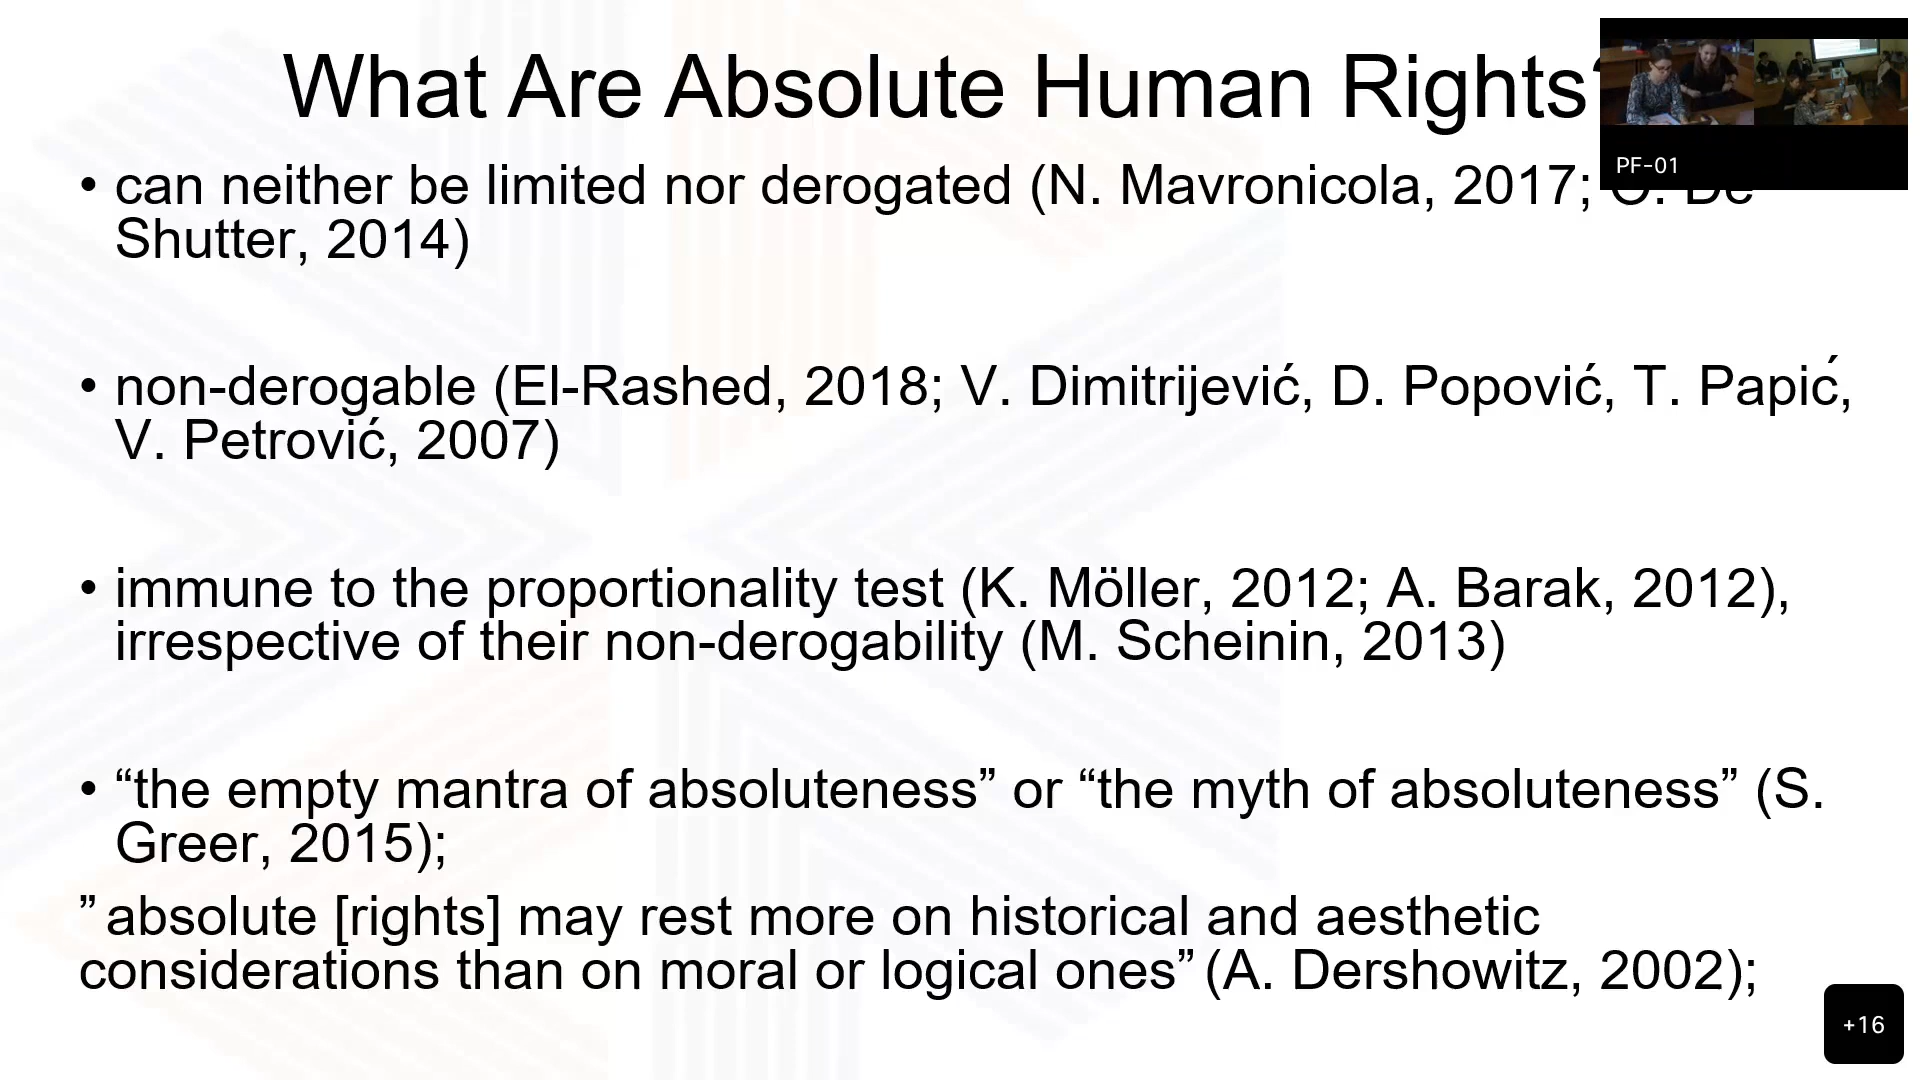 What Are Absolute Human Rights?
PF-01
• can neither be limited nor derogated (N. Mavronicola, 2017; O. De
Shutter, 2014)
• non-derogable (El-Rashed, 2018; V. Dimitrijević, D. Popović, T. Papić,
V. Petrović, 2007)
• immune to the proportionality test (K. Möller, 2012; A. Barak, 2012),
irrespective of their non-derogability (M. Scheinin, 2013)
• “the empty mantra of absoluteness” or “the myth of absoluteness” (S.
Greer, 2015);
” absolute [rights] may rest more on historical and aesthetic
considerations than on moral or logical ones” (A. Dershowitz, 2002);
+16